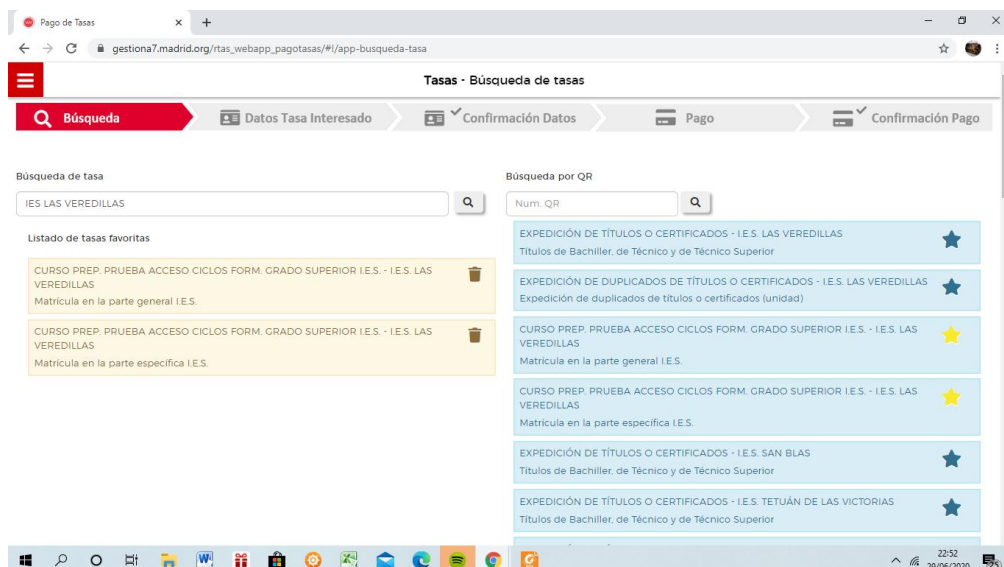 Pago de Tasas
gestiona7.madrid.org/rtas_webapp_pagotasas/#!/app-busqueda-tasa
Tasas - Búsqueda de tasas
Búsqueda
Datos Tasa Interesado
Confirmación Datos
Pago
Confirmación Pago
Búsqueda de tasa
IES LAS VEREDILLAS
Listado de tasas favoritas
CURSO PREP. PRUEBA ACCESO CICLOS FORM. GRADO SUPERIOR I.E.S. - I.E.S. LAS
VEREDILLAS
Matrícula en la parte general I.E.S.
CURSO PREP. PRUEBA ACCESO CICLOS FORM. GRADO SUPERIOR I.E.S. - I.E.S. LAS
VEREDILLAS
Matrícula en la parte específica I.E.S.
Búsqueda por QR
Num. QR
EXPEDICIÓN DE TÍTULOS O CERTIFICADOS - I.E.S. LAS VEREDILLAS
Títulos de Bachiller, de Técnico y de Técnico Superior
EXPEDICIÓN DE DUPLICADOS DE TÍTULOS O CERTIFICADOS - I.E.S. LAS VEREDILLAS
Expedición de duplicados de títulos o certificados (unidad)
CURSO PREP. PRUEBA ACCESO CICLOS FORM. GRADO SUPERIOR I.E.S. - I.E.S. LAS
VEREDILLAS
Matrícula en la parte general I.E.S.
CURSO PREP. PRUEBA ACCESO CICLOS FORM. GRADO SUPERIOR I.E.S. - I.E.S. LAS
VEREDILLAS
Matrícula en la parte específica I.E.S.
EXPEDICIÓN DE TÍTULOS O CERTIFICADOS - I.E.S. SAN BLAS
Títulos de Bachiller, de Técnico y de Técnico Superior
EXPEDICIÓN DE TÍTULOS O CERTIFICADOS - I.E.S. TETUÁN DE LAS VICTORIAS
Títulos de Bachiller, de Técnico y de Técnico Superior
22:52
29/06/2020